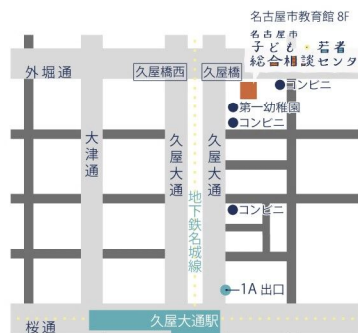 名古屋市教育館 8F
名古屋市
子ども・若者
総合相談センタ
外堀通
久屋橋西
久屋橋
コンビニ
第一幼稚園
コンビニ
大津通
久屋大通
久屋大通
地下鉄名城線
コンビニ
1A 出口
桜通
久屋大通駅